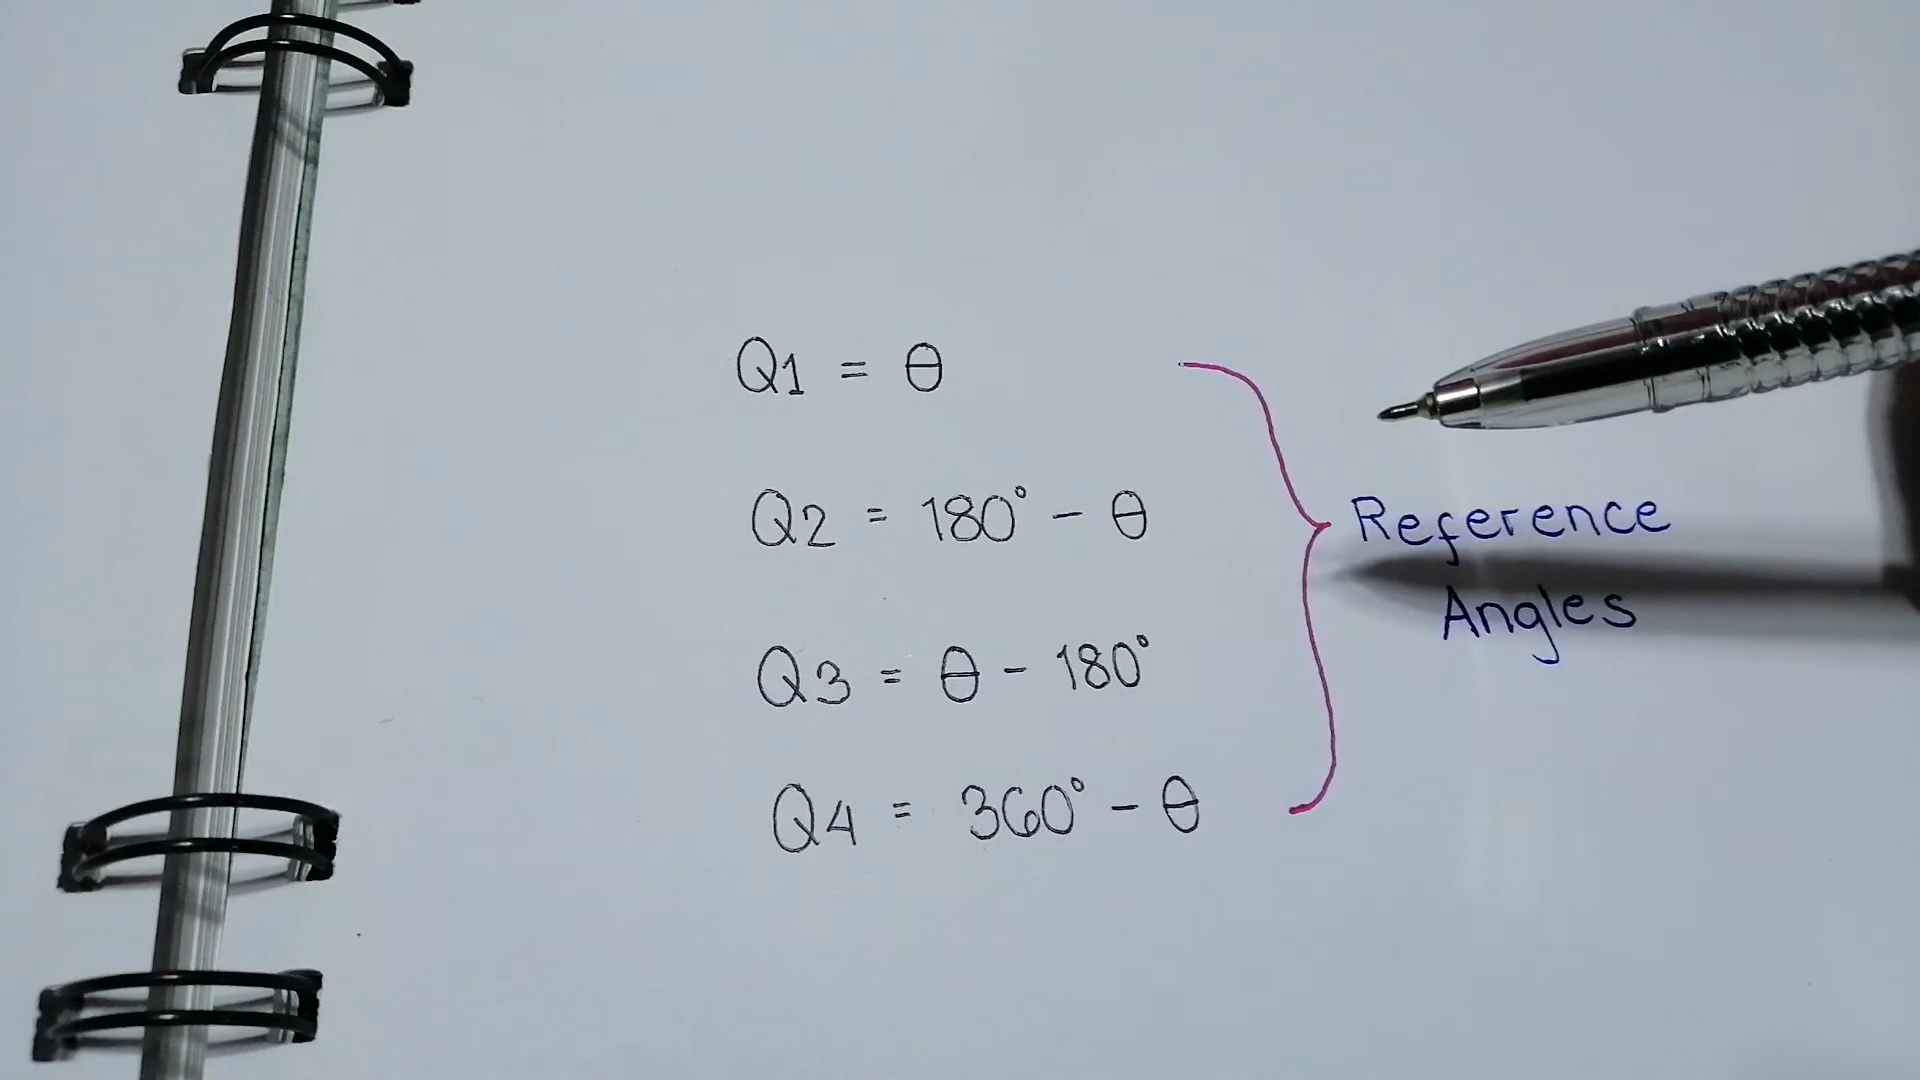 Q1 = θ
Q2 = 180° - θ
Q3 = θ - 180°
Q4 = 360° - θ
Reference
Angles